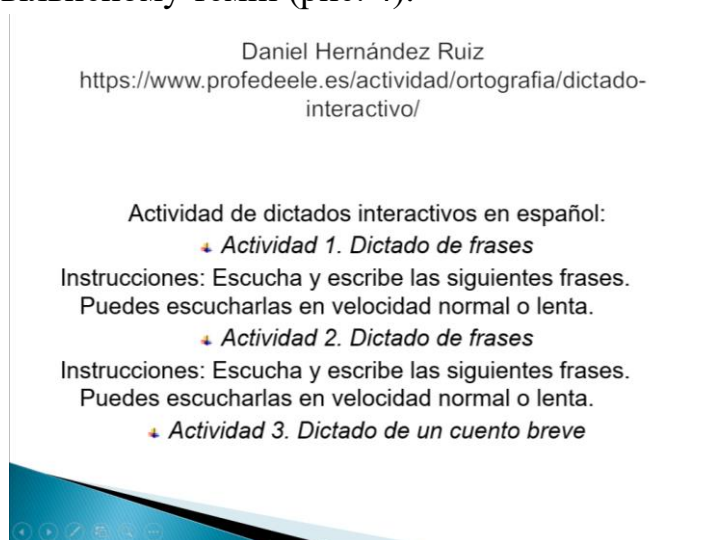 Daniel Hernández Ruiz
https://www.profedeele.es/actividad/ortografia/dictado-
interactivo/
Actividad de dictados interactivos en español:
Actividad 1. Dictado de frases
Instrucciones: Escucha y escribe las siguientes frases.
Puedes escucharlas en velocidad normal o lenta.
Actividad 2. Dictado de frases
Instrucciones: Escucha y escribe las siguientes frases.
Puedes escucharlas en velocidad normal o lenta.
Actividad 3. Dictado de un cuento breve